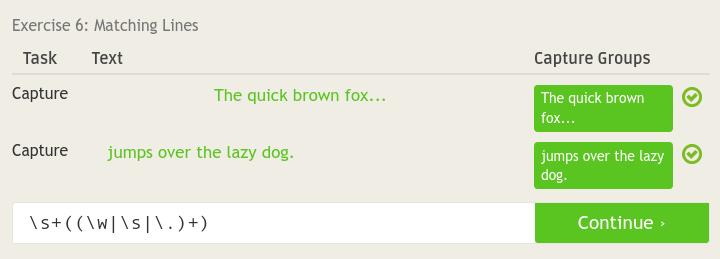 Exercise 6: Matching Lines
Task Text Capture Groups
Capture The quick brown fox... The quick brown
fox...
Capture jumps over the lazy dog. jumps over the lazy
dog.
\s+((\w|\s|\.)+) Continue ›